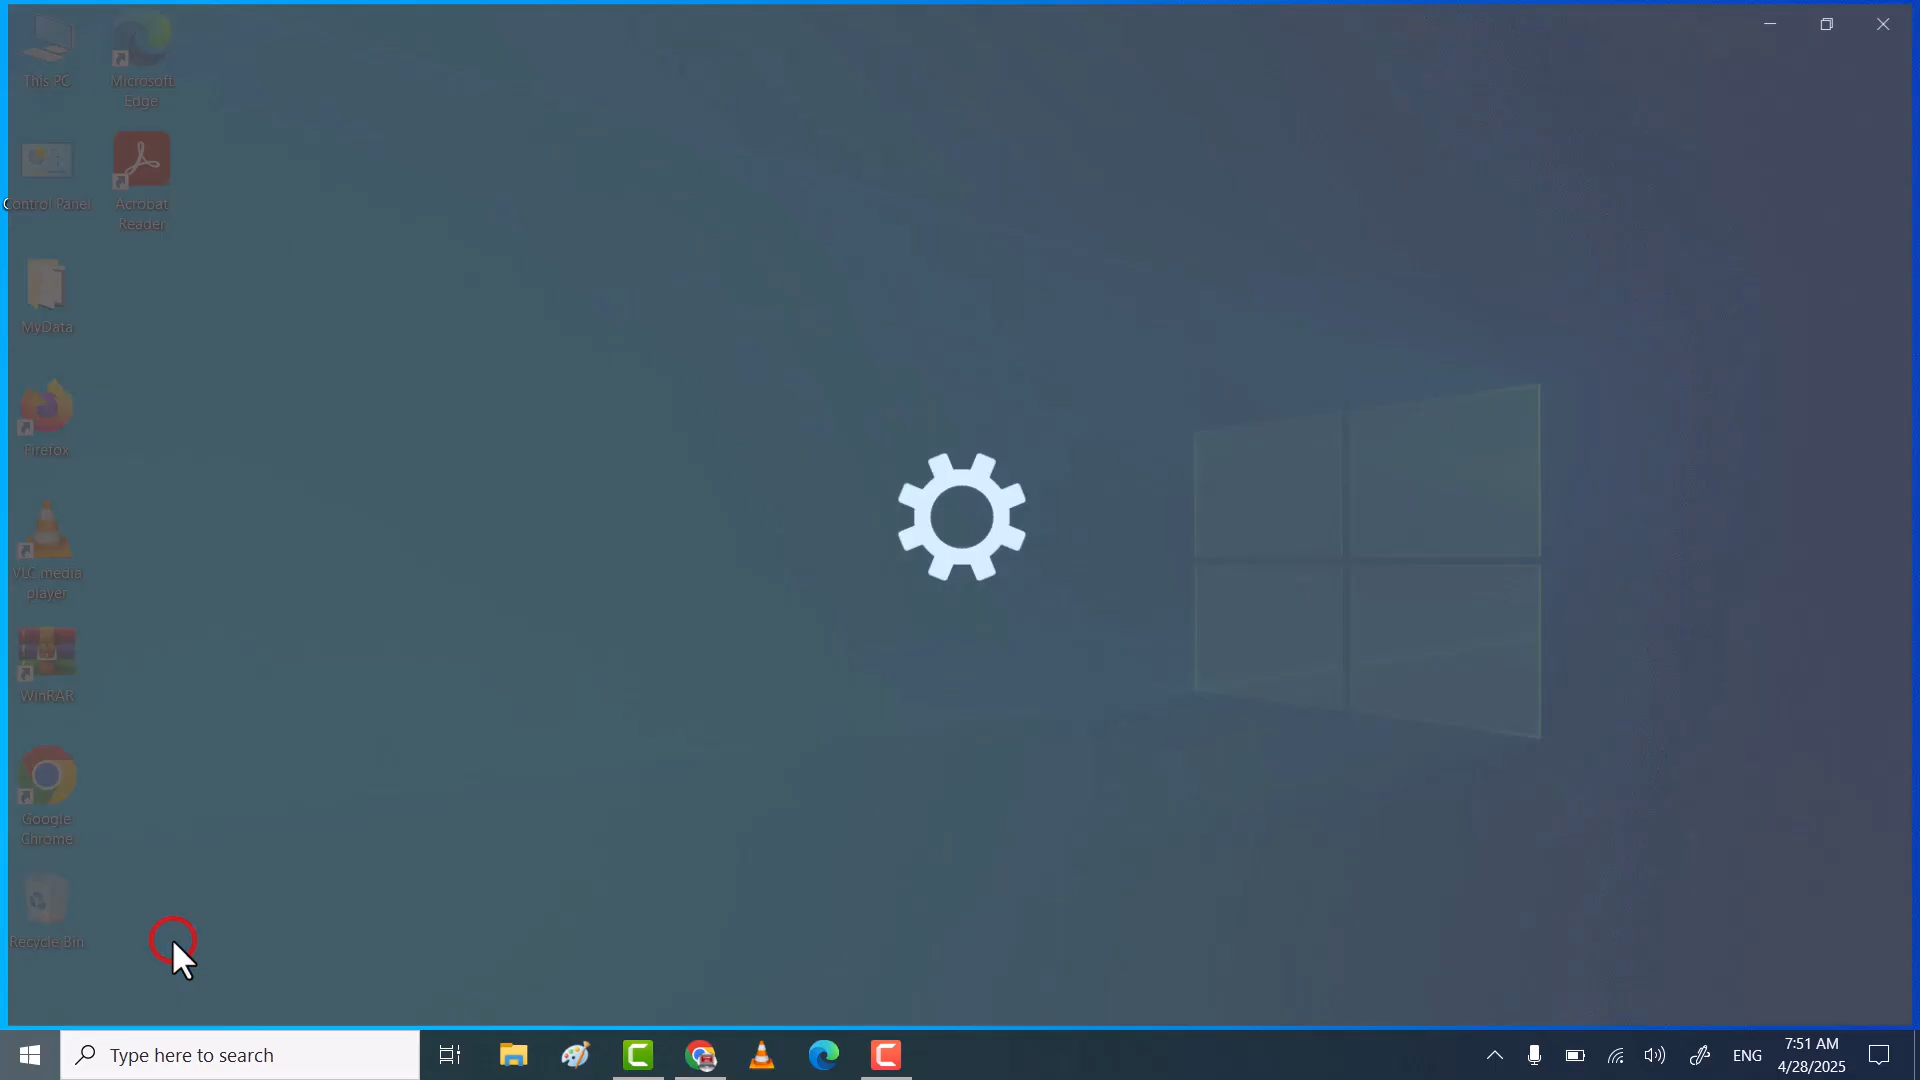 This PC
Microsoft
Edge
Control Panel
Acrobat
Reader
MyData
Firefox
VLC media
player
WinRAR
Google
Chrome
Recycle Bin
Type here to search
ENG
7:51 AM
4/28/2025